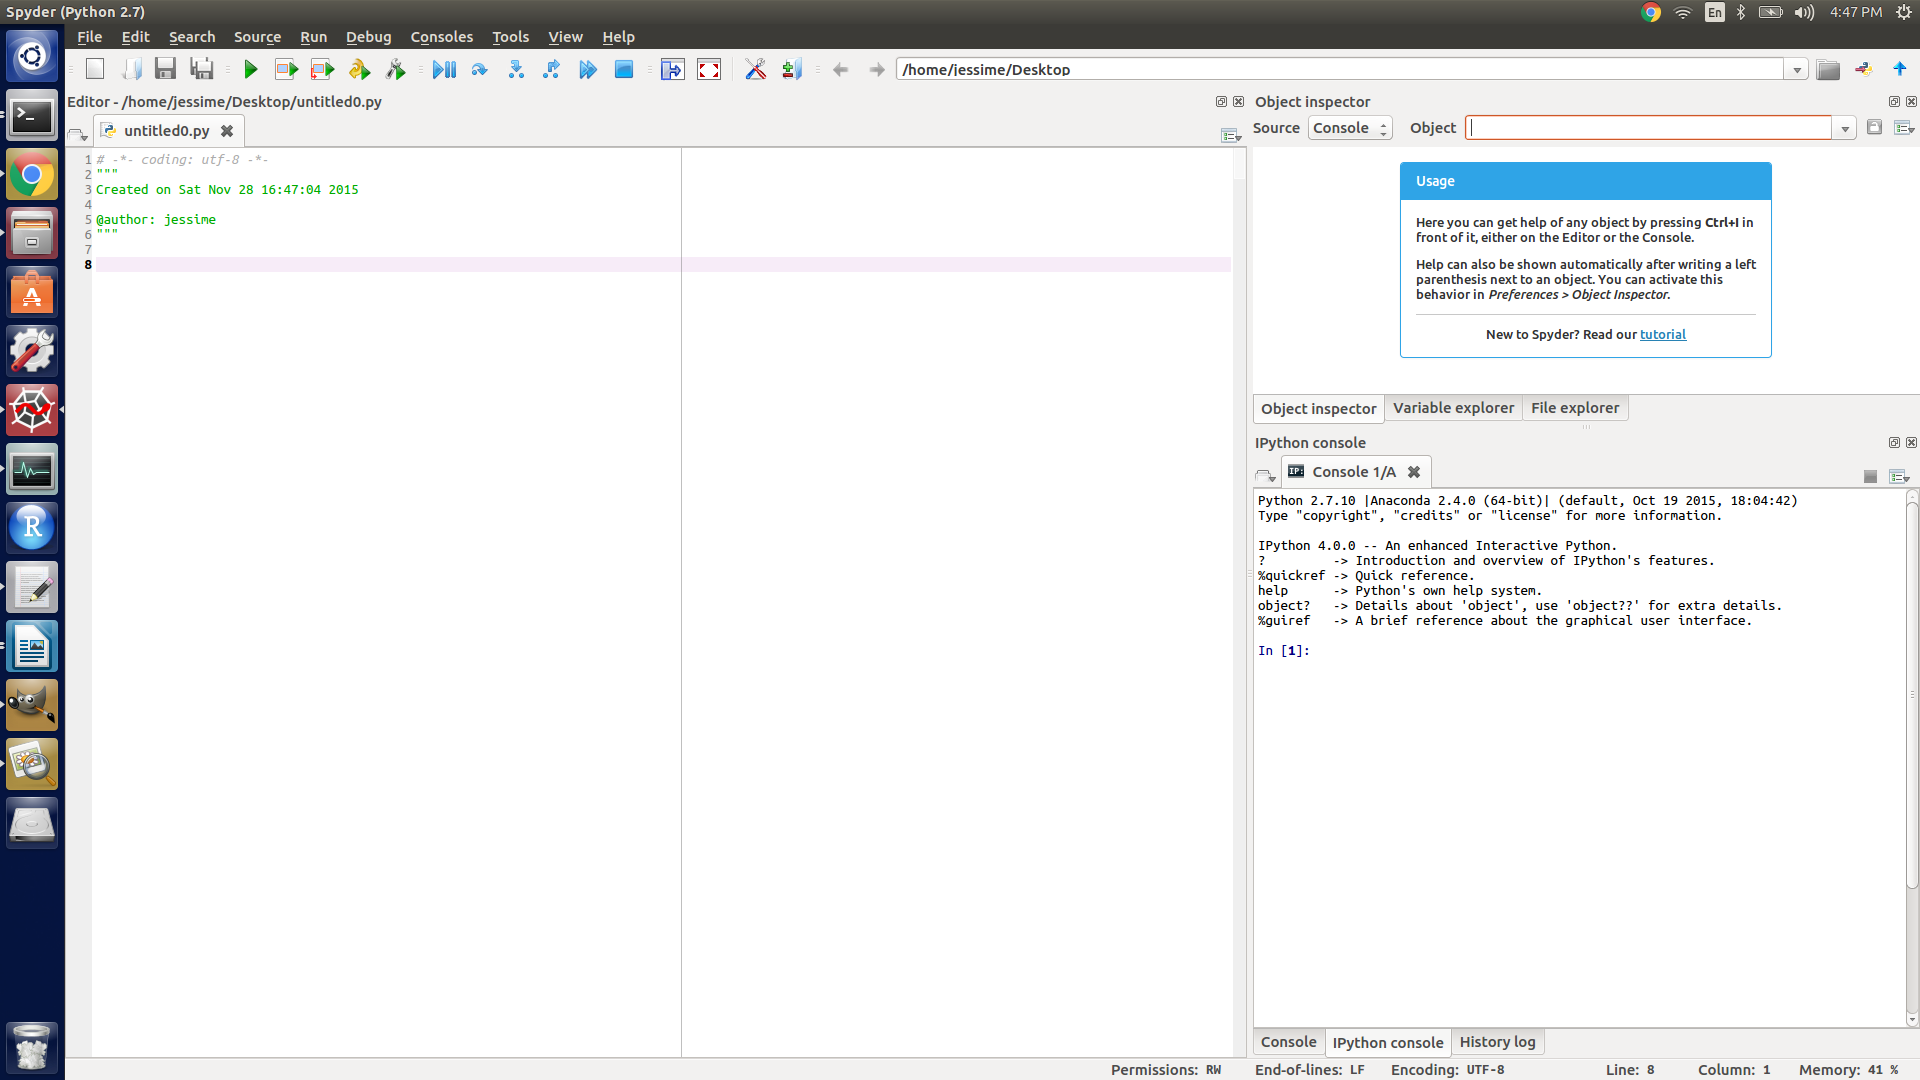 Spyder (Python 2.7)
En
4:47 PM
File Edit Search Source Run Debug Consoles Tools View Help
/home/jessime/Desktop
Editor - /home/jessime/Desktop/untitled0.py
untitled0.py
1 # -*- coding: utf-8 -*-
2 """
3 Created on Sat Nov 28 16:47:04 2015
4
5 @author: jessime
6 """
7
8
Object inspector
Source Console Object
Usage
Here you can get help of any object by pressing Ctrl+I in
front of it, either on the Editor or the Console.
Help can also be shown automatically after writing a left
parenthesis next to an object. You can activate this
behavior in Preferences > Object Inspector.
New to Spyder? Read our tutorial
Object inspector Variable explorer File explorer
IPython console
IP: Console 1/A
Python 2.7.10 |Anaconda 2.4.0 (64-bit)| (default, Oct 19 2015, 18:04:42)
Type "copyright", "credits" or "license" for more information.
IPython 4.0.0 -- An enhanced Interactive Python.
? -> Introduction and overview of IPython's features.
%quickref -> Quick reference.
help -> Python's own help system.
object? -> Details about 'object', use 'object??' for extra details.
%guiref -> A brief reference about the graphical user interface.
In [1]:
Console IPython console History log
Permissions: RW End-of-lines: LF Encoding: UTF-8 Line: 8 Column: 1 Memory: 41 %